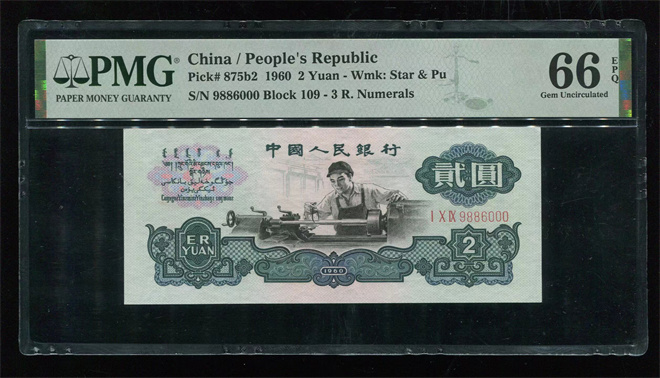 PMG®
PAPER MONEY GUARANTY
China / People's Republic
Pick# 875b2 1960 2 Yuan - Wmk: Star & Pu
S/N 9886000 Block 109 - 3 R. Numerals
66 EPQ
Gem Uncirculated
中國人民銀行
貳圓
I X IX 9886000
ER
YUAN
2
1960